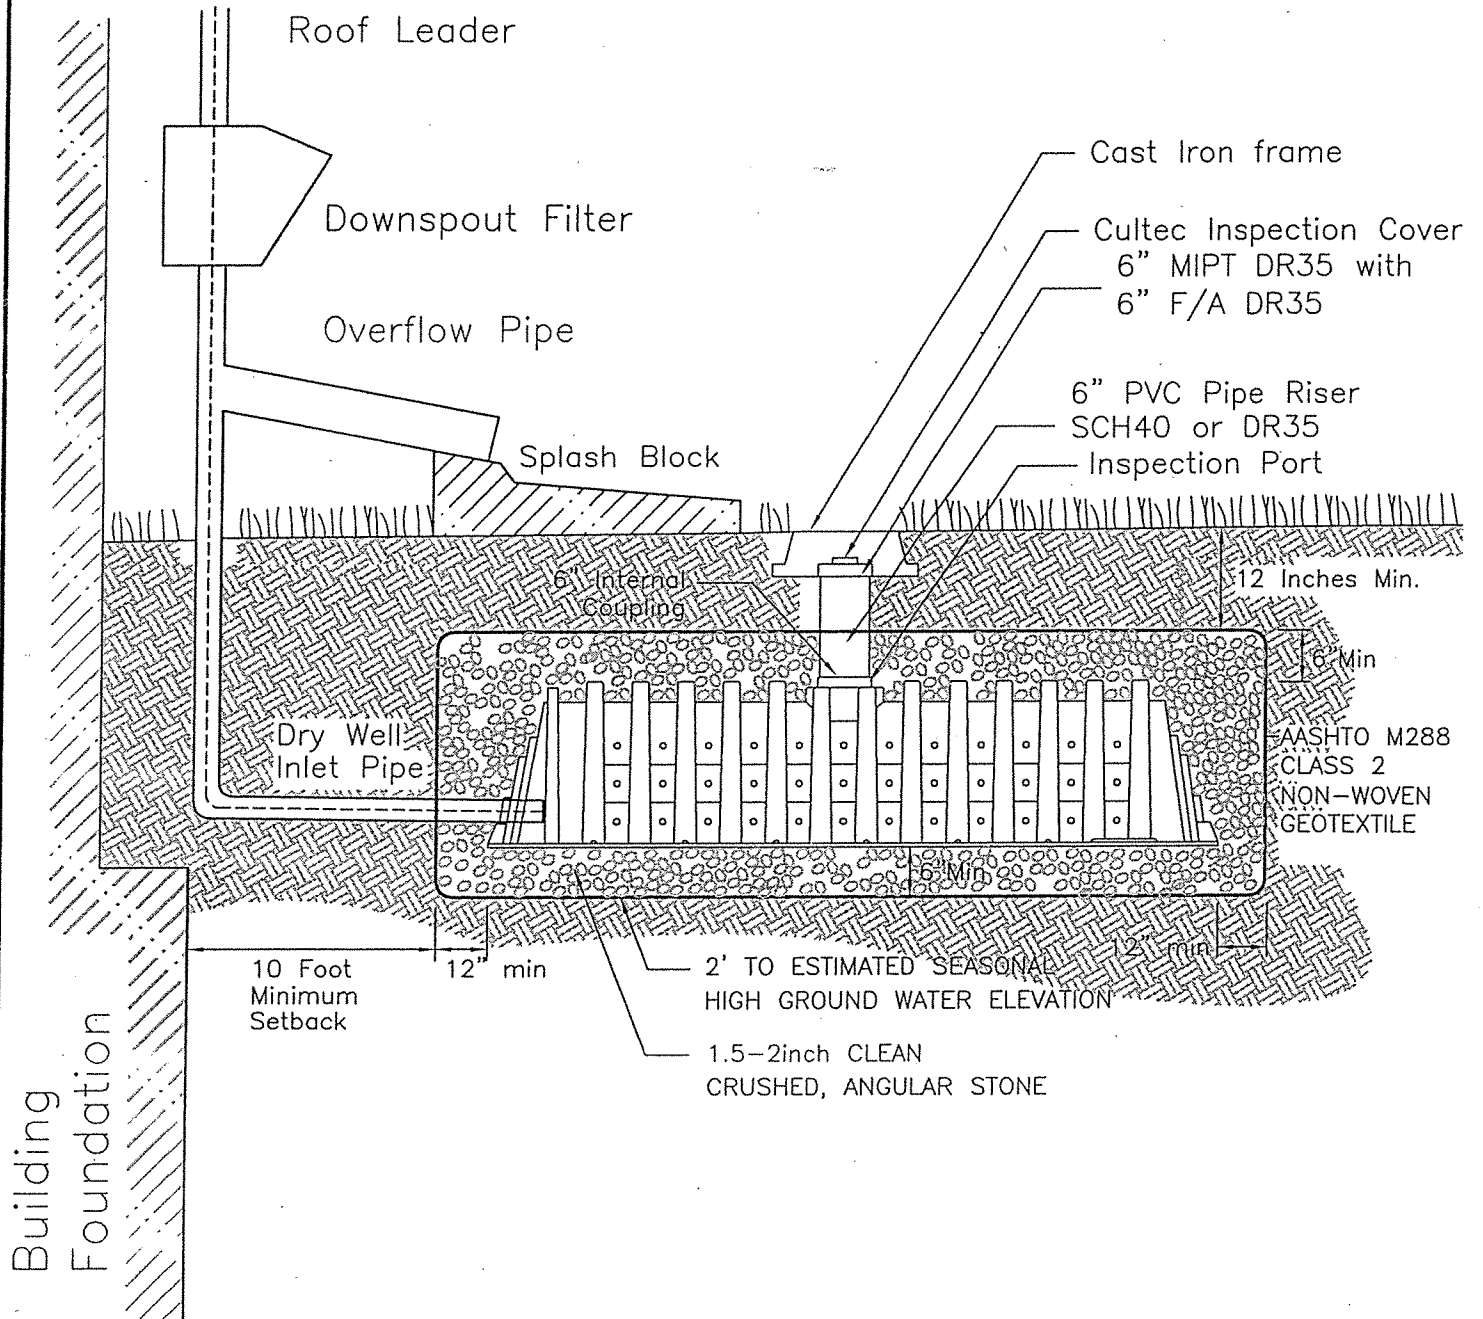 Roof Leader
Cast Iron frame
Downspout Filter
Cultec Inspection Cover
6" MIPT DR35 with
6" F/A DR35
Overflow Pipe
6" PVC Pipe Riser
SCH40 or DR35
Splash Block
Inspection Port
6" Internal
Coupling
12 Inches Min.
6"Min
Dry Well
Inlet Pipe
AASHTO M288
CLASS 2
NON-WOVEN
GEOTEXTILE
6"Min
10 Foot
Minimum
Setback
12" min
12" min
2' TO ESTIMATED SEASONAL
HIGH GROUND WATER ELEVATION
1.5-2inch CLEAN
CRUSHED, ANGULAR STONE
Building
Foundation